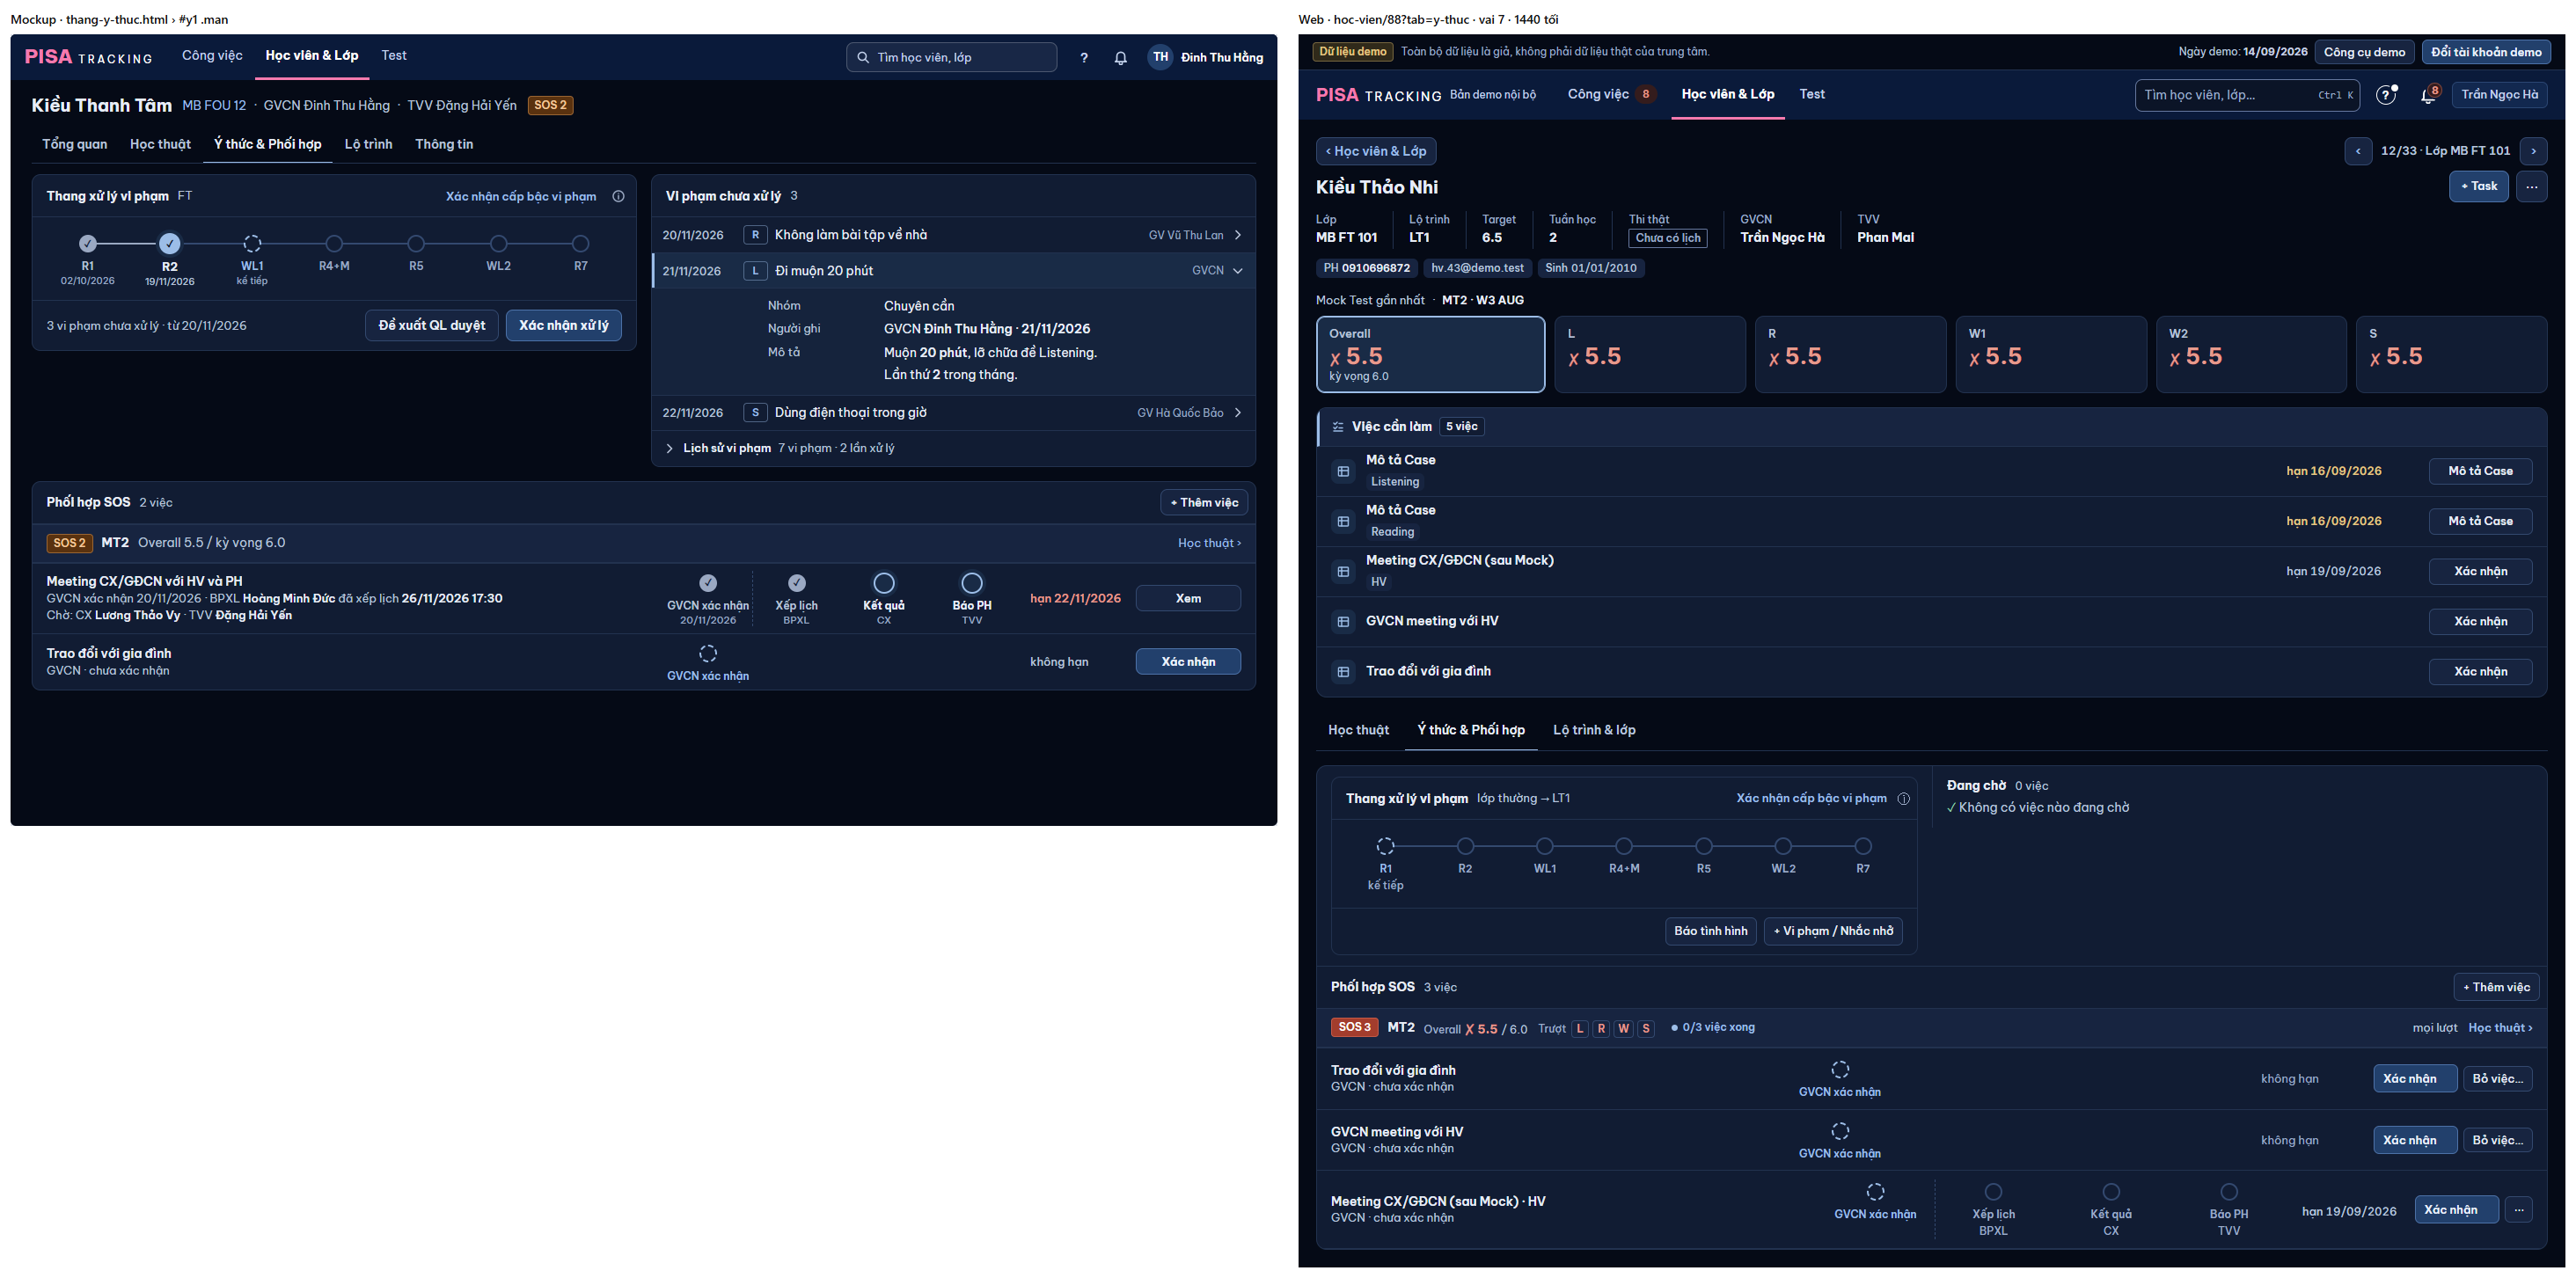 Mockup · thang-y-thuc.html › #y1 .man
PISA TRACKING
Công việc
Học viên & Lớp
Test
Tìm học viên, lớp
?
TH
Đinh Thu Hằng
Kiều Thanh Tâm MB FOU 12 · GVCN Đinh Thu Hằng · TVV Đặng Hải Yến SOS 2
Tổng quan
Học thuật
Ý thức & Phối hợp
Lộ trình
Thông tin
Thang xử lý vi phạm FT
Xác nhận cấp bậc vi phạm
R1
02/10/2026
R2
19/11/2026
WL1
kế tiếp
R4+M
R5
WL2
R7
3 vi phạm chưa xử lý · từ 20/11/2026
Đề xuất QL duyệt
Xác nhận xử lý
Vi phạm chưa xử lý 3
20/11/2026 R Không làm bài tập về nhà GV Vũ Thu Lan
21/11/2026 L Đi muộn 20 phút GVCN
Nhóm Chuyên cần
Người ghi GVCN Đinh Thu Hằng · 21/11/2026
Mô tả Muộn 20 phút, lỡ chữa đề Listening.
Lần thứ 2 trong tháng.
22/11/2026 S Dùng điện thoại trong giờ GV Hà Quốc Bảo
Lịch sử vi phạm 7 vi phạm · 2 lần xử lý
Phối hợp SOS 2 việc
+ Thêm việc
SOS 2 MT2 Overall 5.5 / kỳ vọng 6.0
Học thuật ›
Meeting CX/GĐCN với HV và PH
GVCN xác nhận 20/11/2026 · BPXL Hoàng Minh Đức đã xếp lịch 26/11/2026 17:30
Chờ: CX Lương Thảo Vy · TVV Đặng Hải Yến
GVCN xác nhận
20/11/2026
Xếp lịch
BPXL
Kết quả
CX
Báo PH
TVV
hạn 22/11/2026
Xem
Trao đổi với gia đình
GVCN · chưa xác nhận
GVCN xác nhận
không hạn
Xác nhận
Web · hoc-vien/88?tab=y-thuc · vai 7 · 1440 tối
Dữ liệu demo Toàn bộ dữ liệu là giả, không phải dữ liệu thật của trung tâm.
Ngày demo: 14/09/2026
Công cụ demo
Đổi tài khoản demo
PISA TRACKING Bản demo nội bộ
Công việc 8
Học viên & Lớp
Test
Tìm học viên, lớp... Ctrl K
?
8
Trần Ngọc Hà
‹ Học viên & Lớp
‹ 12/33 · Lớp MB FT 101 ›
Kiều Thảo Nhi
+ Task
...
Lớp
MB FT 101
Lộ trình
LT1
Target
6.5
Tuần học
2
Thi thật
Chưa có lịch
GVCN
Trần Ngọc Hà
TVV
Phan Mai
PH 0910696872
hv.43@demo.test
Sinh 01/01/2010
Mock Test gần nhất · MT2 · W3 AUG
Overall
✗ 5.5
kỳ vọng 6.0
L
✗ 5.5
R
✗ 5.5
W1
✗ 5.5
W2
✗ 5.5
S
✗ 5.5
Việc cần làm 5 việc
Mô tả Case
Listening
hạn 16/09/2026
Mô tả Case
Mô tả Case
Reading
hạn 16/09/2026
Mô tả Case
Meeting CX/GĐCN (sau Mock)
HV
hạn 19/09/2026
Xác nhận
GVCN meeting với HV
Xác nhận
Trao đổi với gia đình
Xác nhận
Học thuật
Ý thức & Phối hợp
Lộ trình & lớp
Thang xử lý vi phạm lớp thường → LT1
Xác nhận cấp bậc vi phạm
R1
kế tiếp
R2
WL1
R4+M
R5
WL2
R7
Báo tình hình
+ Vi phạm / Nhắc nhở
Đang chờ 0 việc
✓ Không có việc nào đang chờ
Phối hợp SOS 3 việc
+ Thêm việc
SOS 3 MT2 Overall ✗ 5.5 / 6.0 Trượt L R W S • 0/3 việc xong
mọi lượt Học thuật ›
Trao đổi với gia đình
GVCN · chưa xác nhận
GVCN xác nhận
không hạn
Xác nhận
Bỏ việc...
GVCN meeting với HV
GVCN · chưa xác nhận
GVCN xác nhận
không hạn
Xác nhận
Bỏ việc...
Meeting CX/GĐCN (sau Mock) · HV
GVCN · chưa xác nhận
GVCN xác nhận
Xếp lịch
BPXL
Kết quả
CX
Báo PH
TVV
hạn 19/09/2026
Xác nhận
...